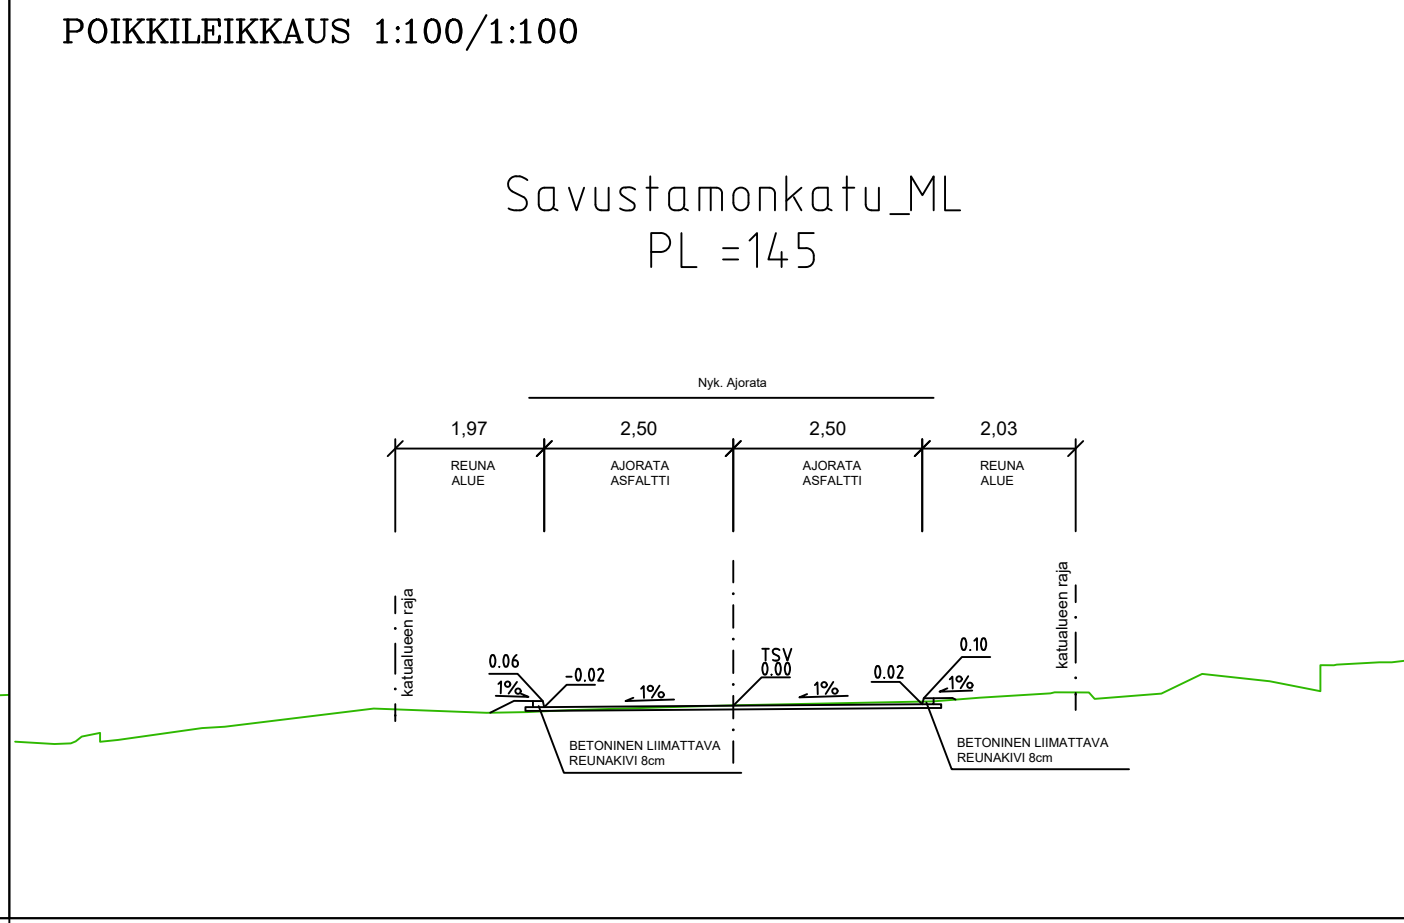 POIKKILEIKKAUS 1:100/1:100
Savustamonkatu_ML
PL =145
Nyk. Ajorata
1,97
2,50
2,50
2,03
REUNA
ALUE
AJORATA
ASFALTTI
AJORATA
ASFALTTI
REUNA
ALUE
katualueen raja
katualueen raja
0.06
-0.02
TSV
0.00
0.02
0.10
1%
1%
1%
1%
BETONINEN LIIMATTAVA
REUNAKIVI 8cm
BETONINEN LIIMATTAVA
REUNAKIVI 8cm